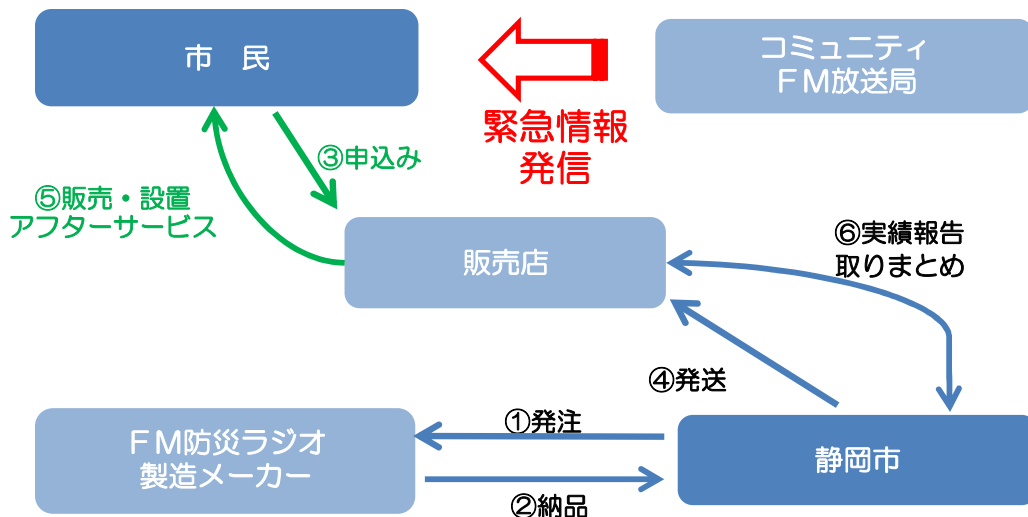 市 民
コミュニティ
ＦＭ放送局
緊急情報
発信
③申込み
⑤販売・設置
アフターサービス
販売店
⑥実績報告
取りまとめ
④発送
①発注
ＦＭ防災ラジオ
製造メーカー
静岡市
②納品